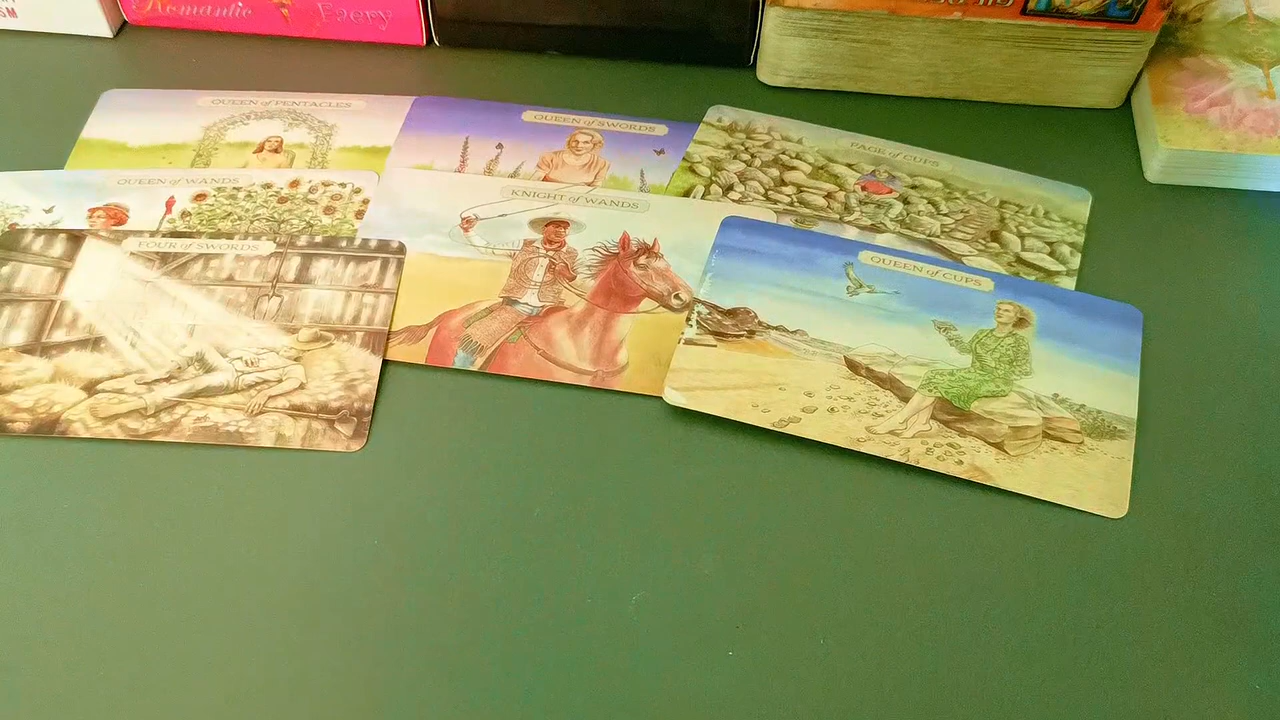 SM
Romantic Faery
QUEEN of PENTACLES
QUEEN of SWORDS
PAGE of CUPS
QUEEN of WANDS
KNIGHT of WANDS
FOUR of SWORDS
QUEEN of CUPS